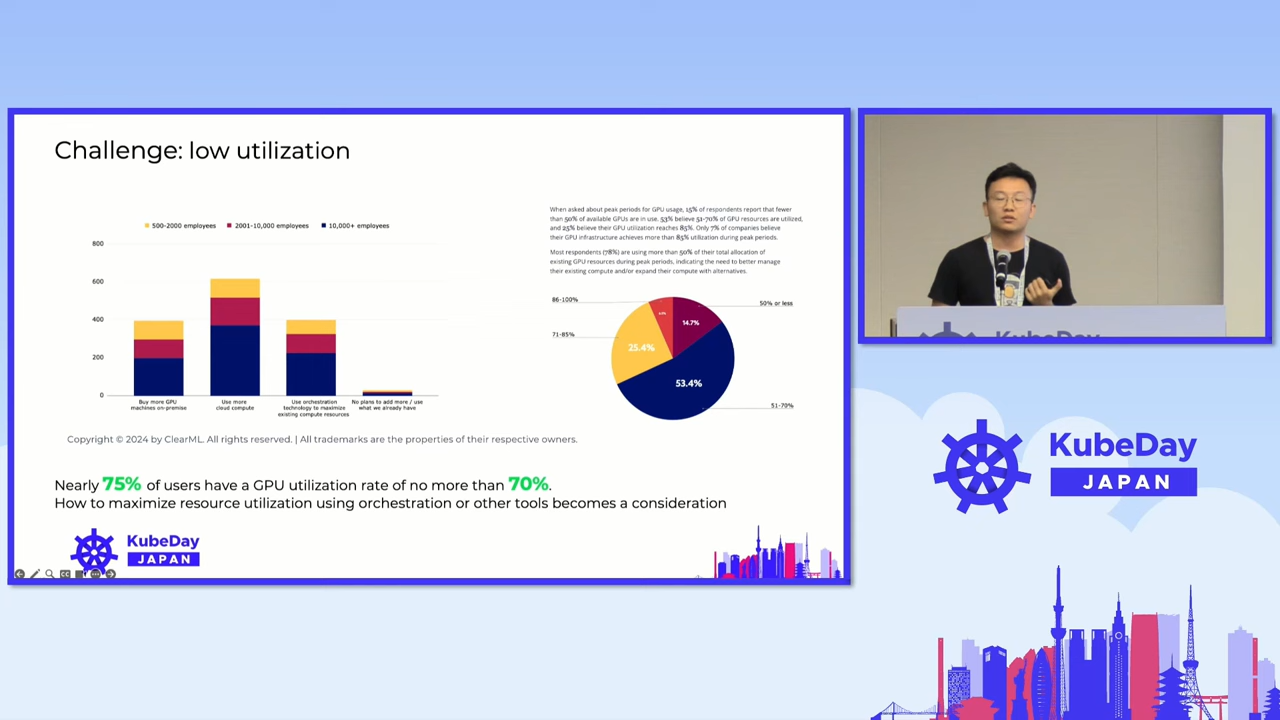 Challenge: low utilization
500-2000 employees
2001-10,000 employees
10,000+ employees
800
600
400
200
0
Buy more GPU
machines on-premise
Use more
cloud compute
Use orchestration
technology to maximize
existing compute resources
No plans to add more / use
what we already have
When asked about peak periods for GPU usage, 15% of respondents report that fewer
than 50% of available GPUs are in use, 53% believe 51-70% of GPU resources are utilized,
and 25% believe their GPU utilization reaches 85%. Only 7% of companies believe
their GPU infrastructure achieves more than 85% utilization during peak periods.
Most respondents (78%) are using more than 50% of their total allocation of
existing GPU resources during peak periods, indicating the need to better manage
their existing compute and/or expand their compute with alternatives.
86-100%
50% or less
14.7%
71-85%
25.4%
53.4%
51-70%
Copyright © 2024 by ClearML. All rights reserved. | All trademarks are the properties of their respective owners.
Nearly 75% of users have a GPU utilization rate of no more than 70%.
How to maximize resource utilization using orchestration or other tools becomes a consideration
KubeDay
JAPAN
KubeDay
KubeDay
JAPAN